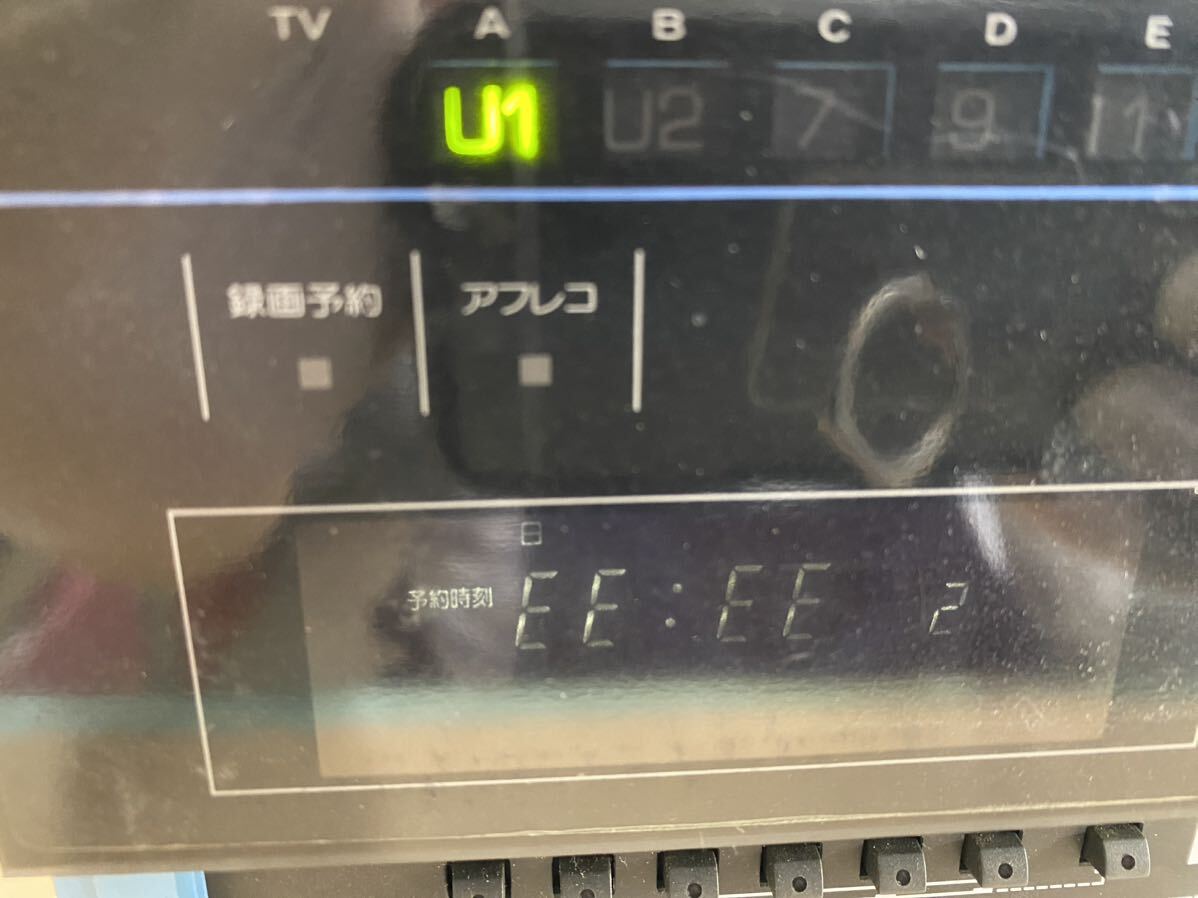 TV A B C D E
U1 U2 7 9 11
録画予約 アフレコ
日
予約時刻 EE:EE 2